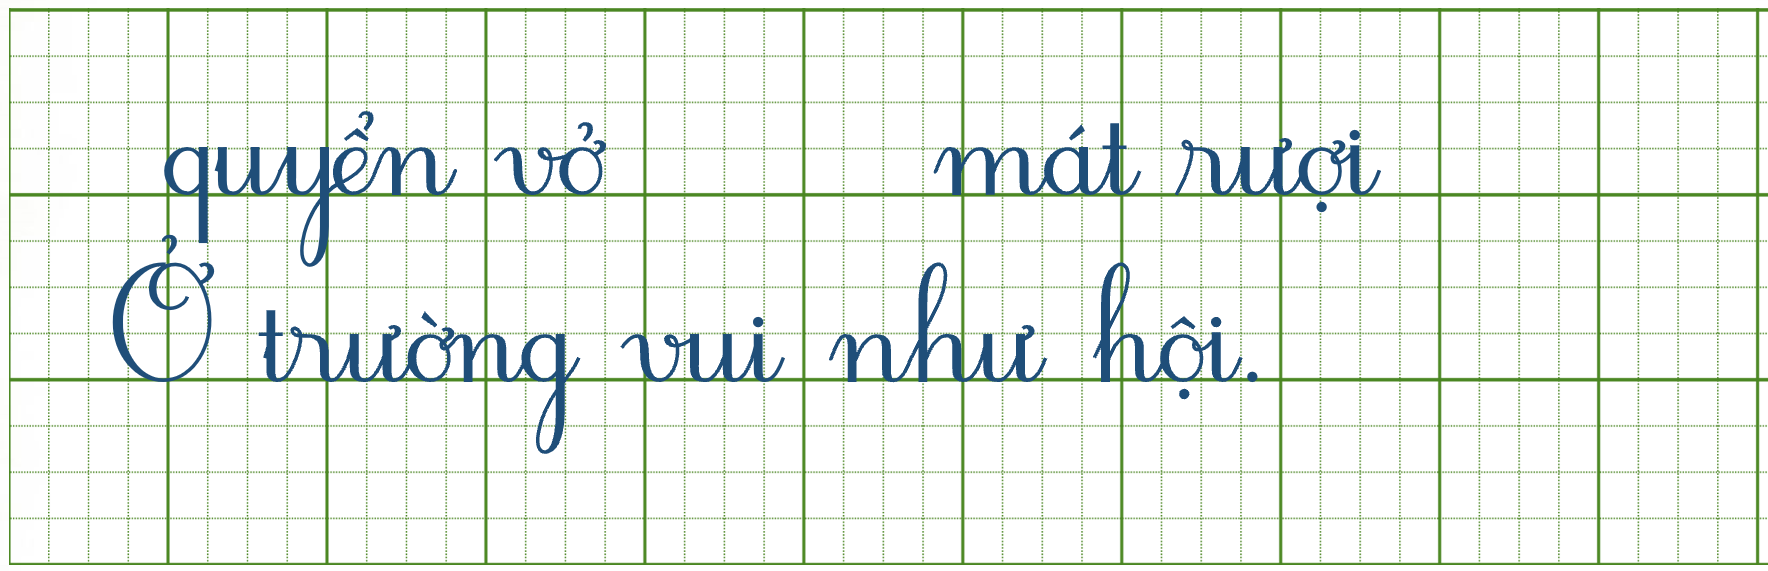 quyển vở mát rượi
Ở trường vui như hội.